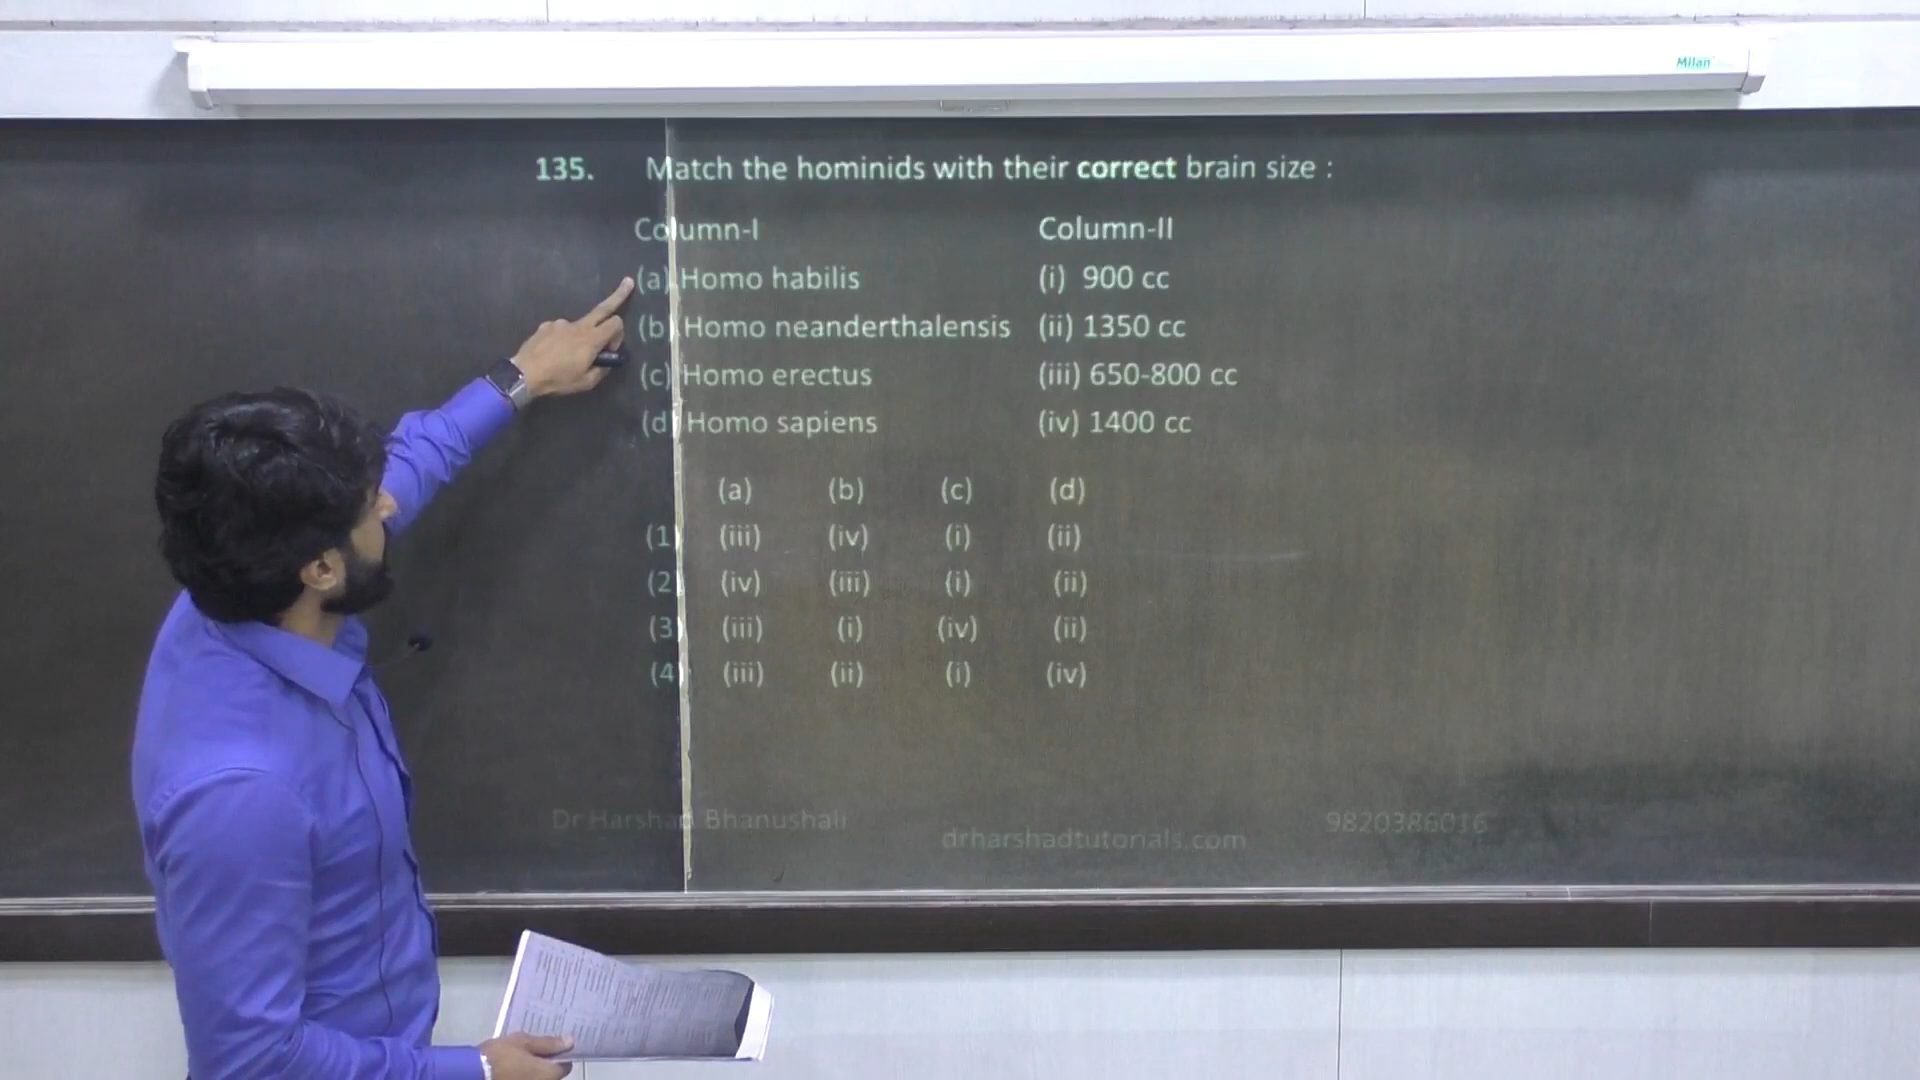 Milan
135. Match the hominids with their correct brain size :
Column-I Column-II
(a) Homo habilis (i) 900 cc
(b) Homo neanderthalensis (ii) 1350 cc
(c) Homo erectus (iii) 650-800 cc
(d) Homo sapiens (iv) 1400 cc
(a) (b) (c) (d)
(1) (iii) (iv) (i) (ii)
(2) (iv) (iii) (i) (ii)
(3) (iii) (i) (iv) (ii)
(4) (iii) (ii) (i) (iv)
Dr Harshad Bhanushali drharshadtutorials.com 9820386016